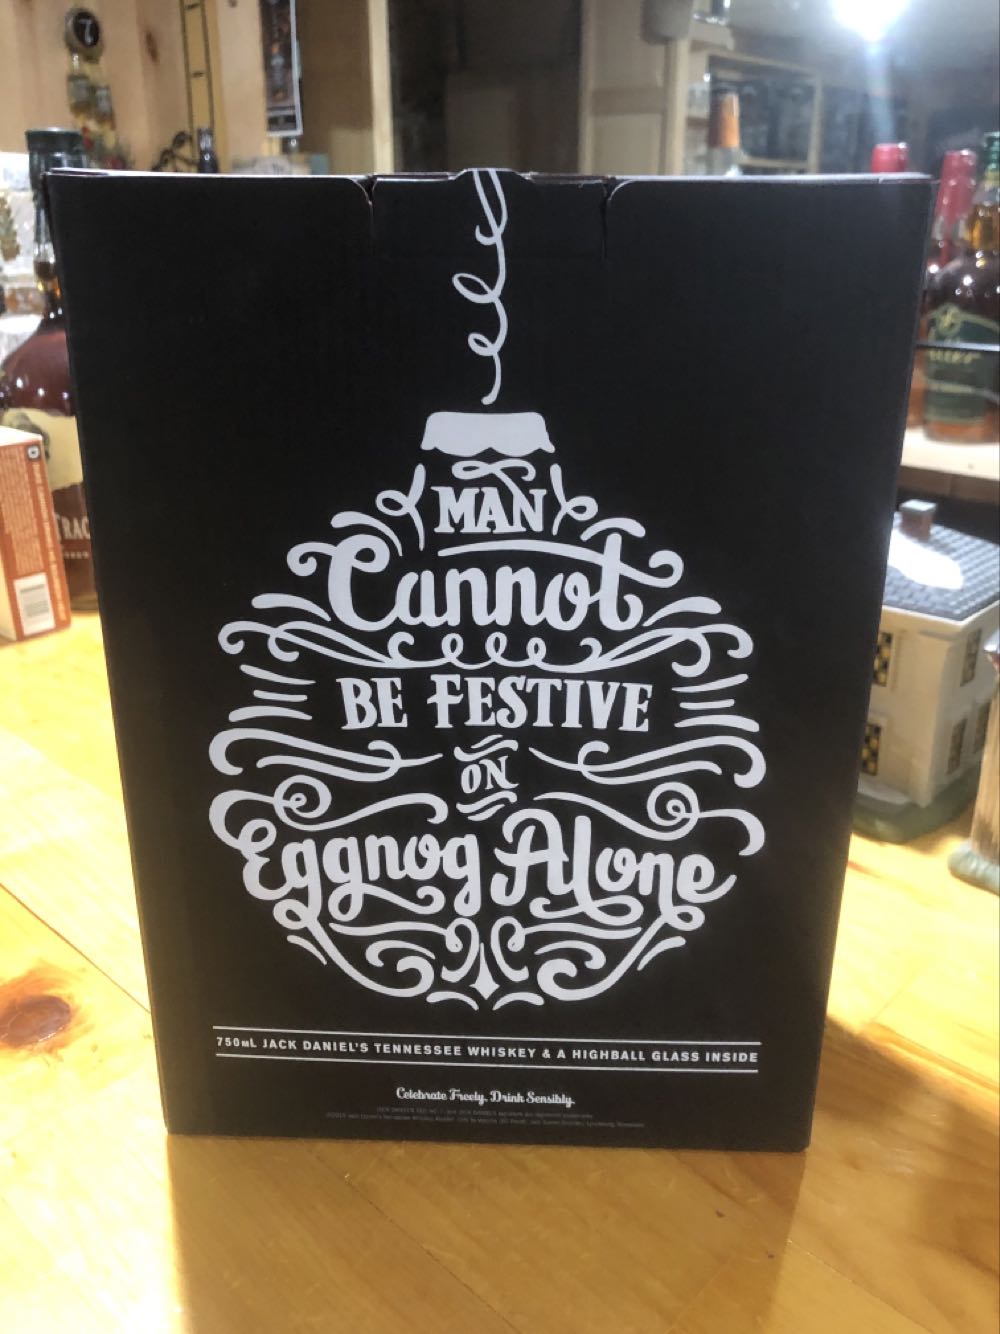 MAN
Cannot
BE FESTIVE
ON
Eggnog Alone
750mL JACK DANIEL'S TENNESSEE WHISKEY & A HIGHBALL GLASS INSIDE
Celebrate Freely. Drink Sensibly.
7